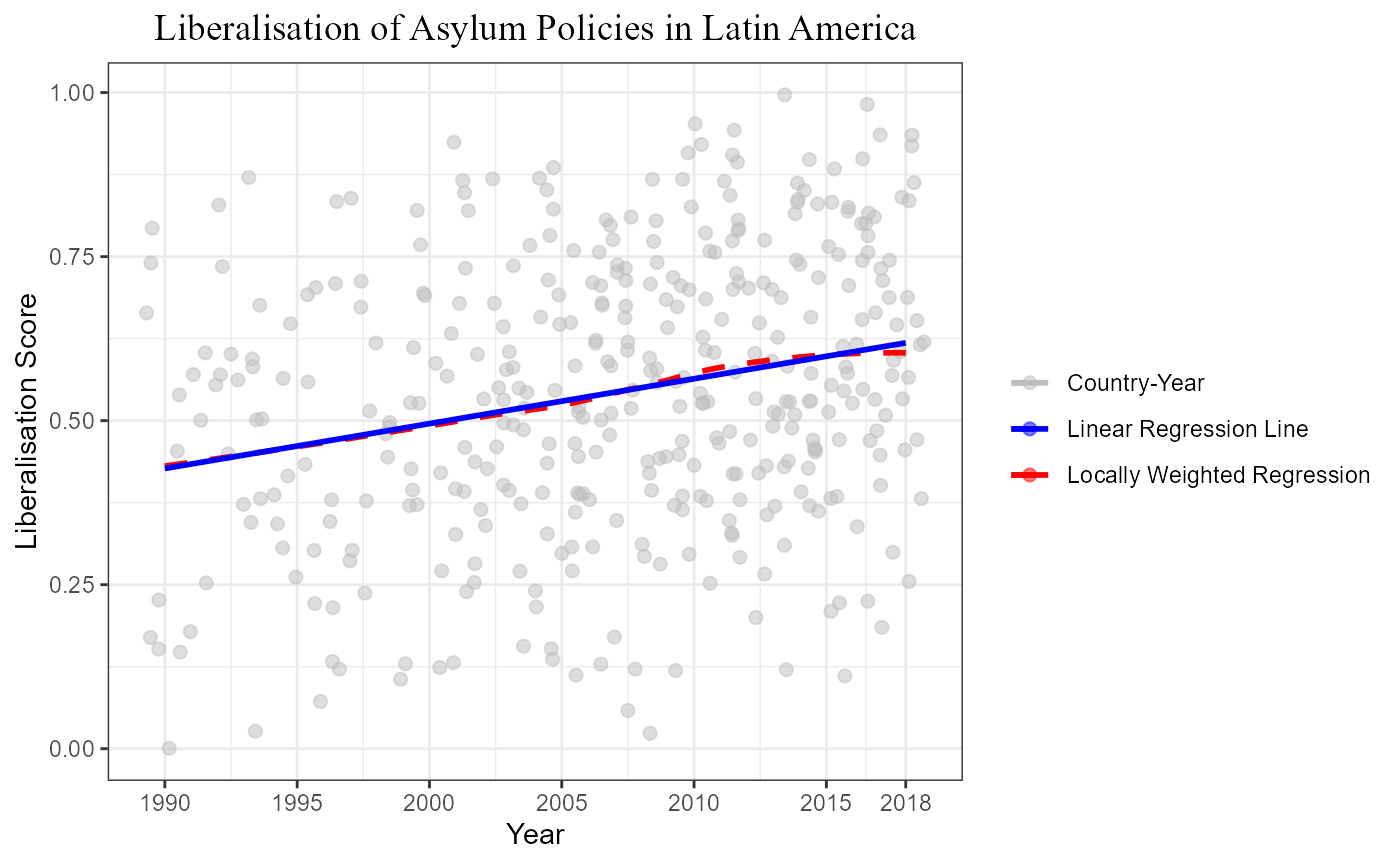 Liberalisation of Asylum Policies in Latin America
Liberalisation Score
1.00
0.75
0.50
0.25
0.00
1990 1995 2000 2005 2010 2015 2018
Year
Country-Year
Linear Regression Line
Locally Weighted Regression